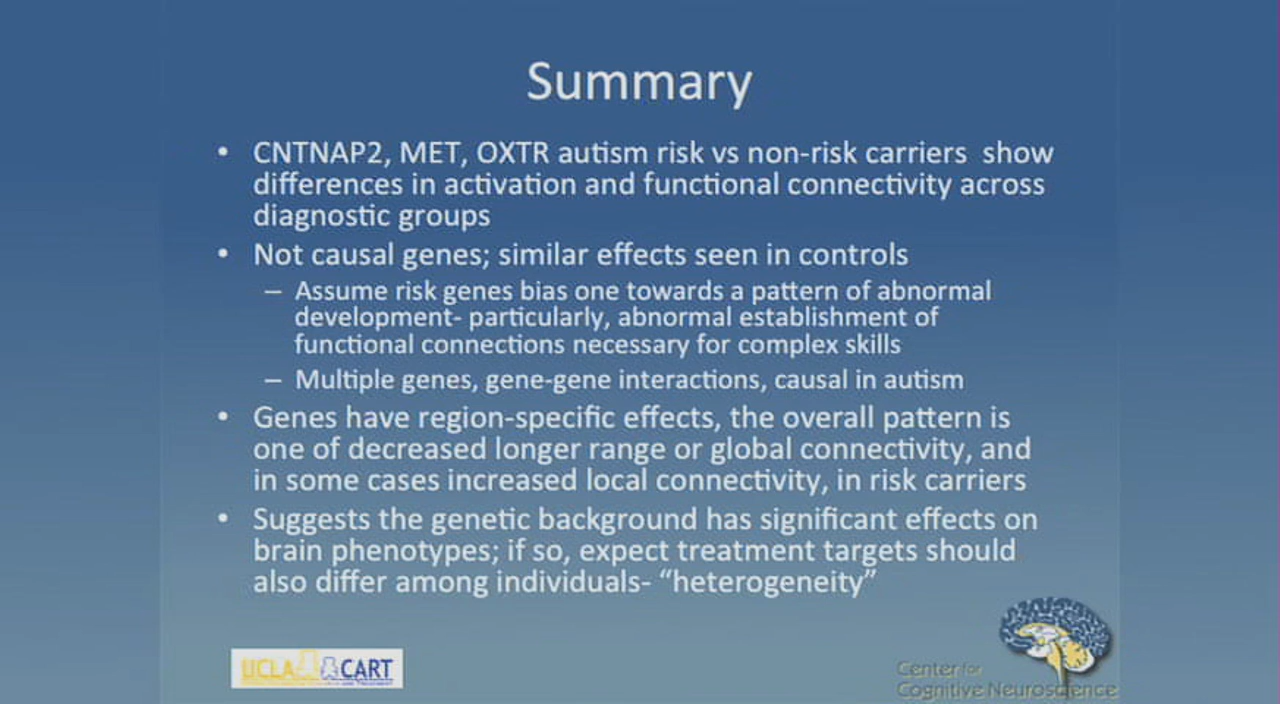 Summary
• CNTNAP2, MET, OXTR autism risk vs non-risk carriers show
differences in activation and functional connectivity across
diagnostic groups
• Not causal genes; similar effects seen in controls
– Assume risk genes bias one towards a pattern of abnormal
development- particularly, abnormal establishment of
functional connections necessary for complex skills
– Multiple genes, gene-gene interactions, causal in autism
• Genes have region-specific effects, the overall pattern is
one of decreased longer range or global connectivity, and
in some cases increased local connectivity, in risk carriers
• Suggests the genetic background has significant effects on
brain phenotypes; if so, expect treatment targets should
also differ among individuals- “heterogeneity”
UCLA CART
Center for
Cognitive Neuroscience